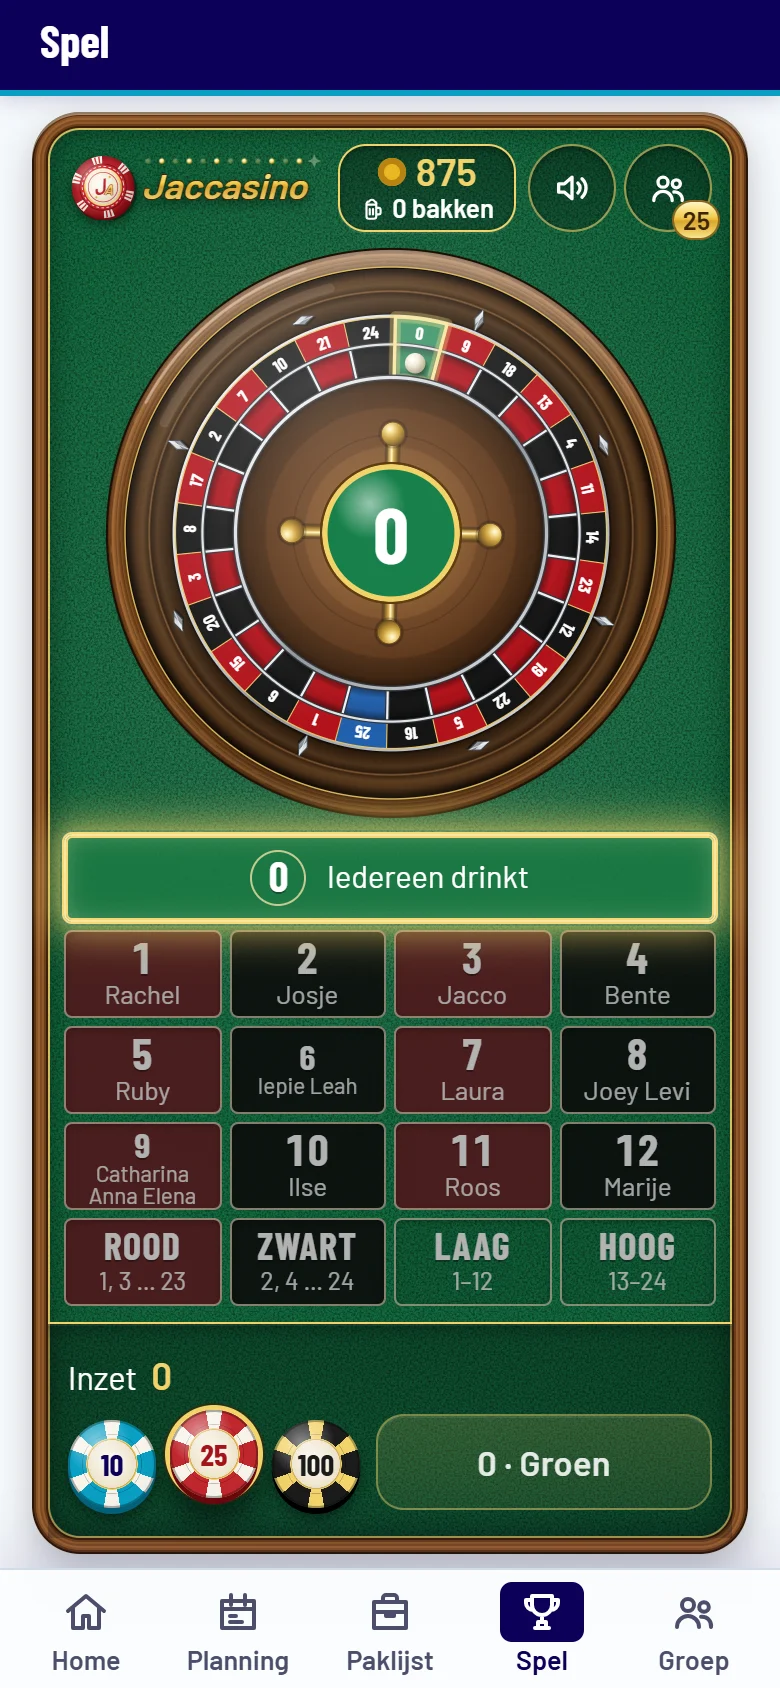 Spel
Jaccasino
875
0 bakken
25
24
0
9
18
13
4
11
14
23
12
19
22
5
16
25
1
6
15
20
3
8
17
2
7
10
21
0
0 Iedereen drinkt
1
Rachel
2
Josje
3
Jacco
4
Bente
5
Ruby
6
Iepie Leah
7
Laura
8
Joey Levi
9
Catharina
Anna Elena
10
Ilse
11
Roos
12
Marije
ROOD
1, 3 ... 23
ZWART
2, 4 ... 24
LAAG
1–12
HOOG
13–24
Inzet 0
10
25
100
0 · Groen
Home
Planning
Paklijst
Spel
Groep